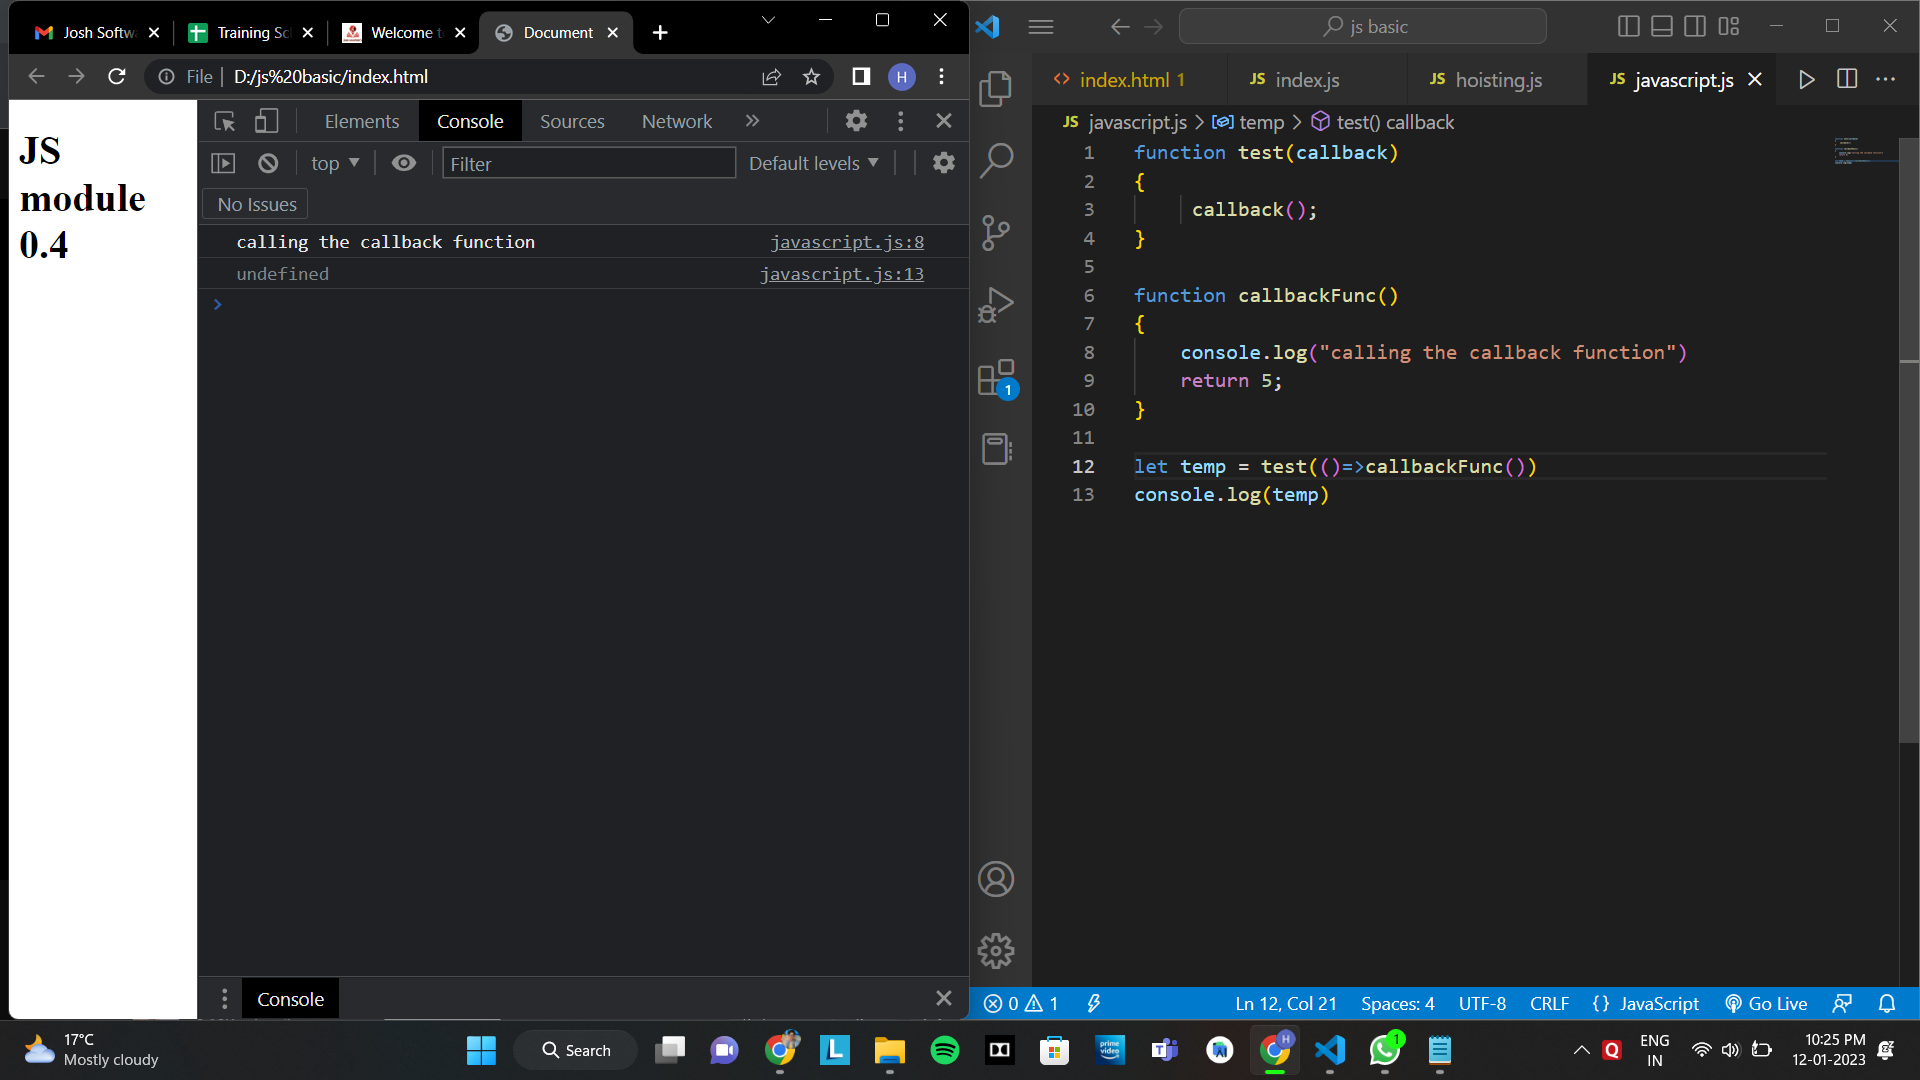 Josh Softwa
Training Sc
Welcome to
Document
File
D:/js%20basic/index.html
H
JS
module
0.4
Elements
Console
Sources
Network
top
Filter
Default levels
No Issues
calling the callback function javascript.js:8
undefined javascript.js:13
Console
js basic
index.html 1
JS index.js
JS hoisting.js
JS javascript.js
JS javascript.js > temp > test() callback
1 function test(callback)
2 {
3 callback();
4 }
5
6 function callbackFunc()
7 {
8 console.log("calling the callback function")
9 return 5;
10 }
11
12 let temp = test(()=>callbackFunc())
13 console.log(temp)
1
0 1
Ln 12, Col 21
Spaces: 4
UTF-8
CRLF
{ } JavaScript
Go Live
17°C
Mostly cloudy
Search
L
prime video
H
1
Q
ENG
IN
10:25 PM
12-01-2023